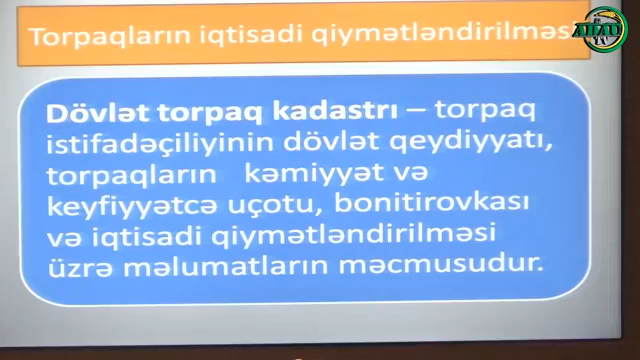 Torpaqların iqtisadi qiymətləndirilməsi
Dövlət torpaq kadastrı – torpaq
istifadəçiliyinin dövlət qeydiyyatı,
torpaqların kəmiyyət və
keyfiyyətcə uçotu, bonitirovkası
və iqtisadi qiymətləndirilməsi
üzrə məlumatların məcmusudur.